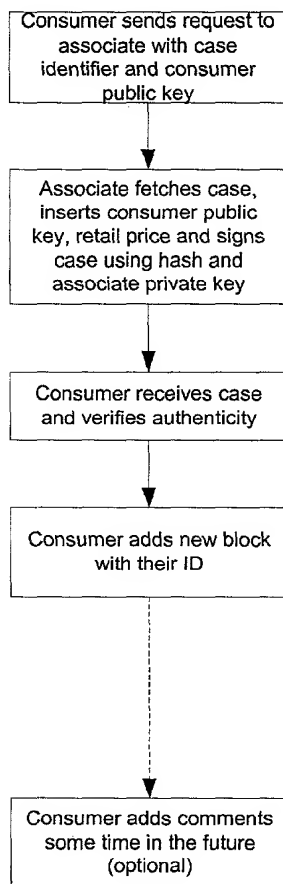 Consumer sends request to
associate with case
identifier and consumer
public key
Associate fetches case,
inserts consumer public
key, retail price and signs
case using hash and
associate private key
Consumer receives case
and verifies authenticity
Consumer adds new block
with their ID
Consumer adds comments
some time in the future
(optional)